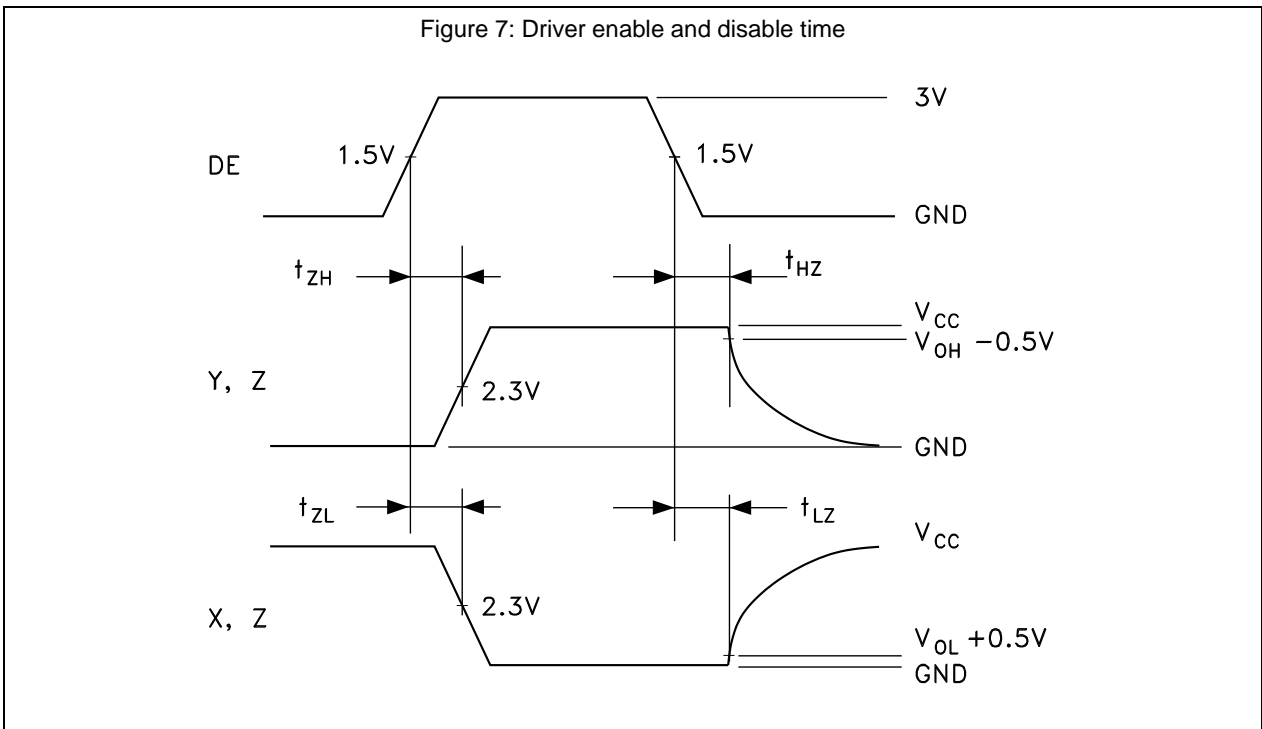 Figure 7: Driver enable and disable time
3V
DE
1.5V
1.5V
GND
tZH
tHZ
VCC
VOH −0.5V
Y, Z
2.3V
GND
tZL
tLZ
VCC
X, Z
2.3V
VOL +0.5V
GND